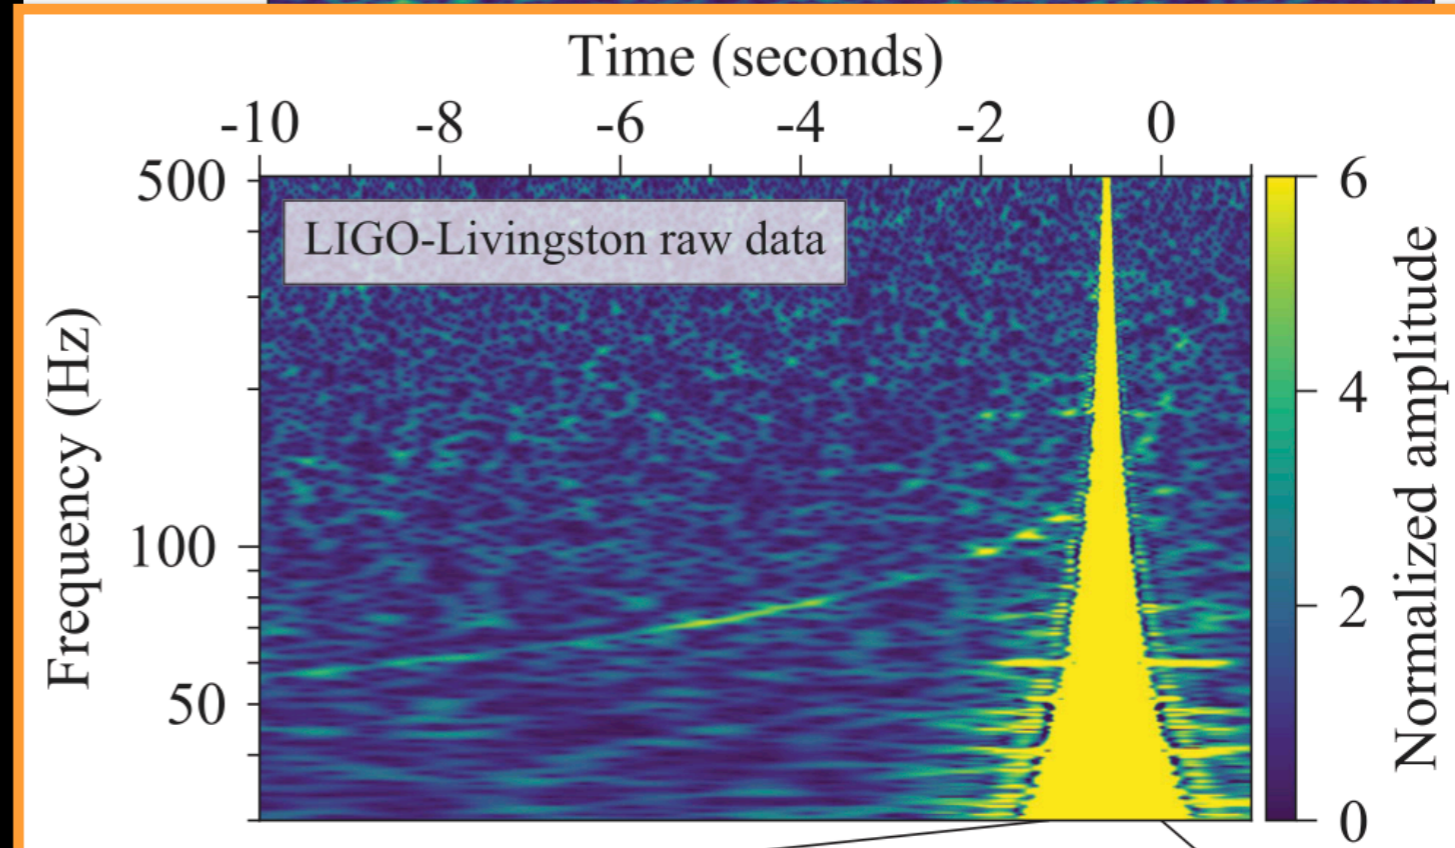 Time (seconds)
-10 -8 -6 -4 -2 0
500
100
50
Frequency (Hz)
LIGO-Livingston raw data
6
4
2
0
Normalized amplitude